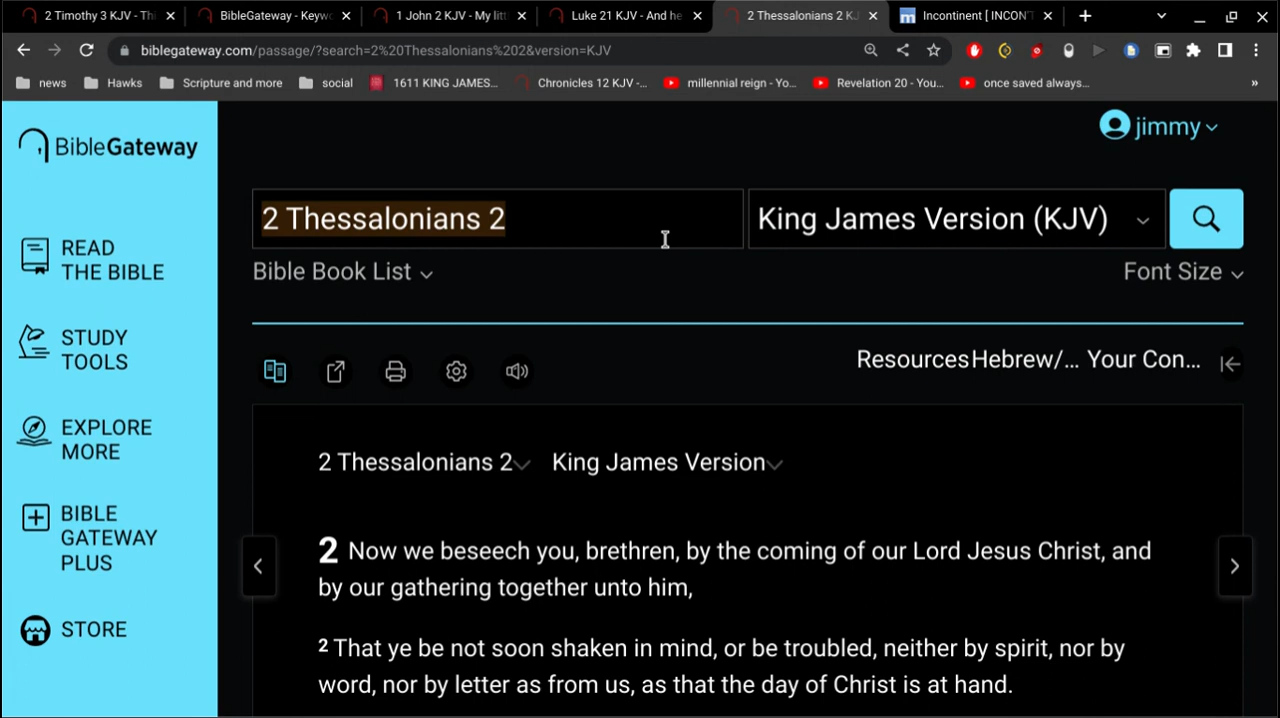 2 Timothy 3 KJV - Thi
BibleGateway - Keyw
1 John 2 KJV - My litt
Luke 21 KJV - And he
2 Thessalonians 2 K
Incontinent [ INCON'T
biblegateway.com/passage/?search=2%20Thessalonians%202&version=KJV
news
Hawks
Scripture and more
social
1611 KING JAMES...
Chronicles 12 KJV -...
millennial reign - Yo...
Revelation 20 - You...
once saved always...
»
BibleGateway
jimmy
2 Thessalonians 2
King James Version (KJV)
Bible Book List
Font Size
READ
THE BIBLE
STUDY
TOOLS
EXPLORE
MORE
BIBLE
GATEWAY
PLUS
STORE
Resources
Hebrew/...
Your Con...
2 Thessalonians 2
King James Version
2 Now we beseech you, brethren, by the coming of our Lord Jesus Christ, and
by our gathering together unto him,
2 That ye be not soon shaken in mind, or be troubled, neither by spirit, nor by
word, nor by letter as from us, as that the day of Christ is at hand.